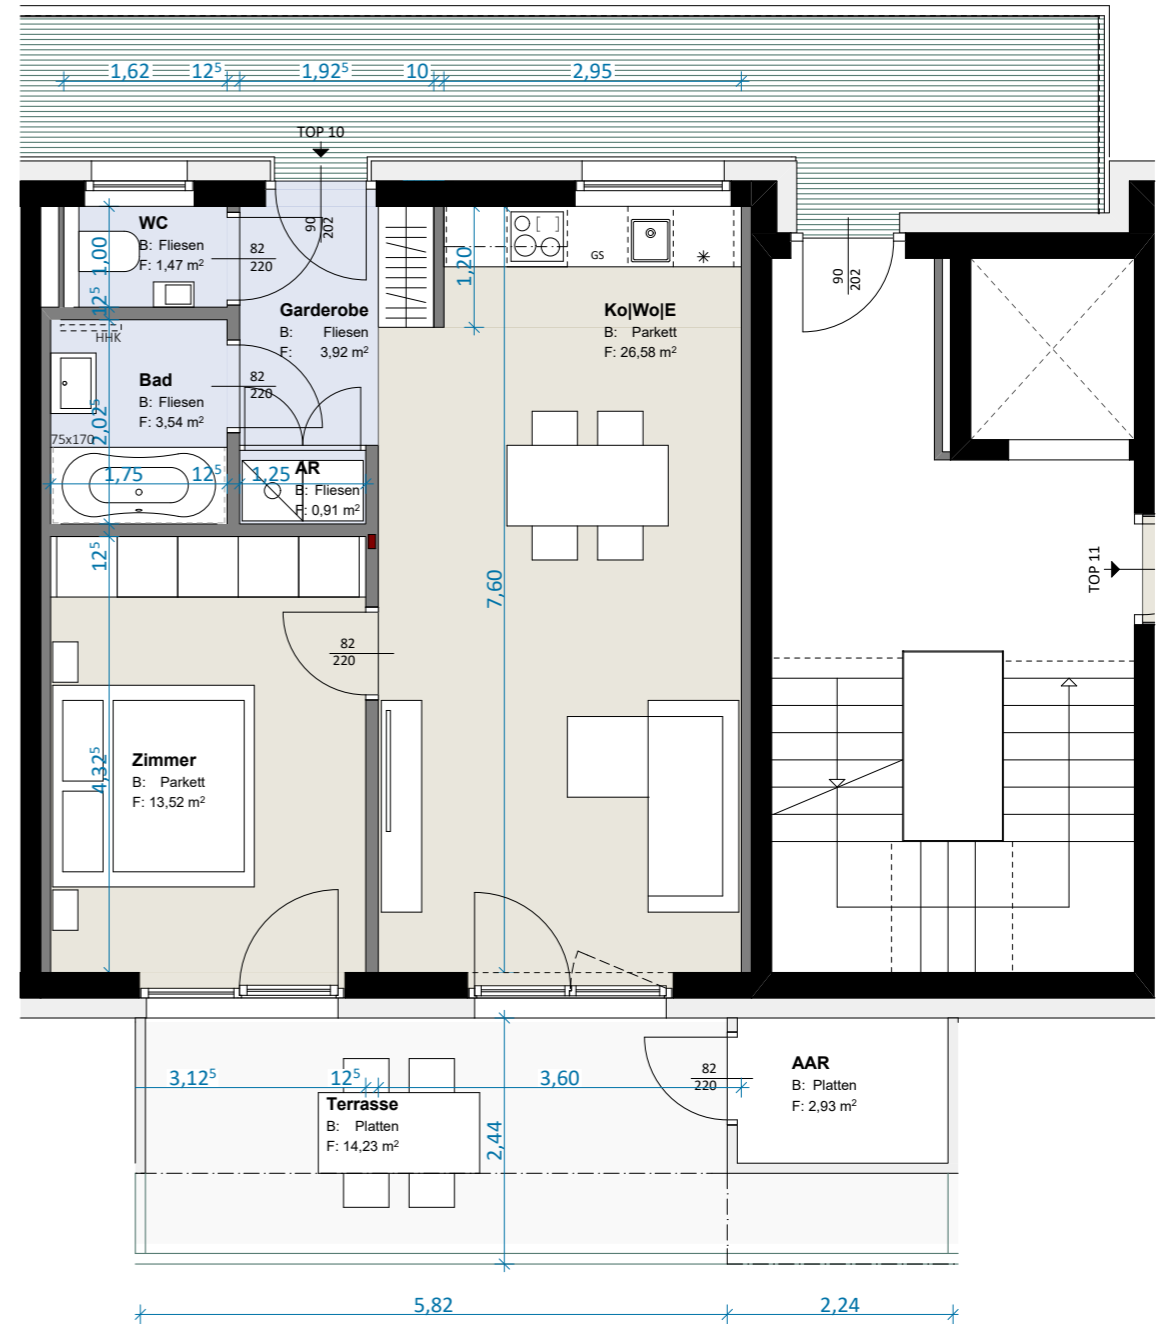 1,62 12⁵ 1,92⁵ 10 2,95
TOP 10
90
202
WC
B: Fliesen
F: 1,47 m²
1,00
82
220
12⁵
HHK
Garderobe
B: Fliesen
F: 3,92 m²
1,20
GS
Ko|Wo|E
B: Parkett
F: 26,58 m²
90
202
Bad
B: Fliesen
F: 3,54 m²
82
220
2,02⁵
75x170
1,75 12⁵ 1,25
AR
B: Fliesen
F: 0,91 m²
12⁵
7,60
TOP 11
82
220
Zimmer
B: Parkett
F: 13,52 m²
4,32⁵
3,12⁵ 12⁵ 3,60
82
220
AAR
B: Platten
F: 2,93 m²
Terrasse
B: Platten
F: 14,23 m²
2,44
5,82 2,24